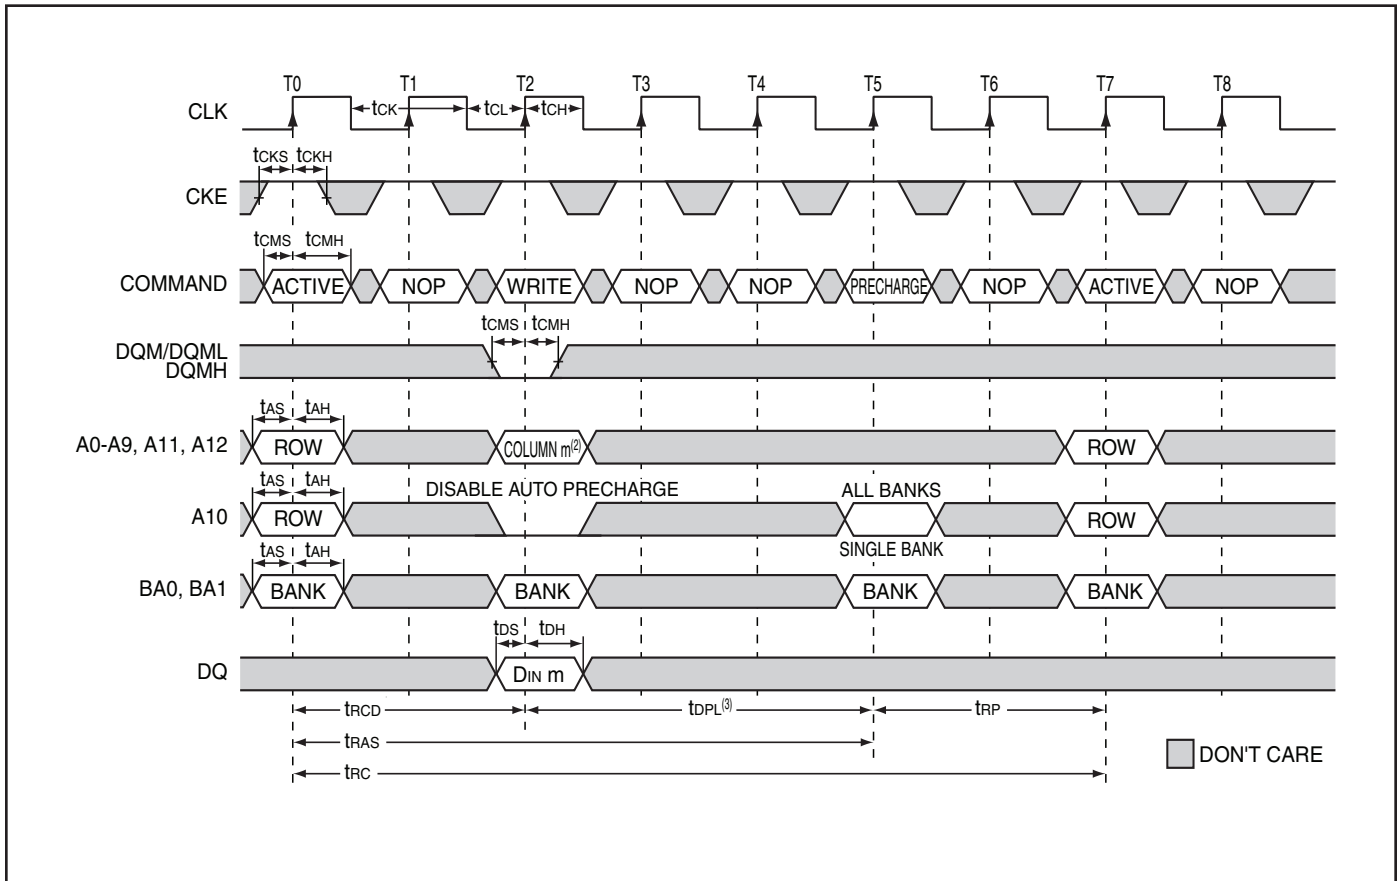 T0 T1 T2 T3 T4 T5 T6 T7 T8
CLK tCK tCL tCH
tCKS tCKH
CKE
tCMS tCMH
COMMAND ACTIVE NOP WRITE NOP NOP PRECHARGE NOP ACTIVE NOP
tCMS tCMH
DQM/DQML
DQMH
tAS tAH
A0-A9, A11, A12 ROW COLUMN m(2) ROW
tAS tAH DISABLE AUTO PRECHARGE ALL BANKS
A10 ROW ROW
tAS tAH SINGLE BANK
BA0, BA1 BANK BANK BANK BANK
tDS tDH
DQ DIN m
tRCD tDPL(3) tRP
tRAS
DON'T CARE
tRC